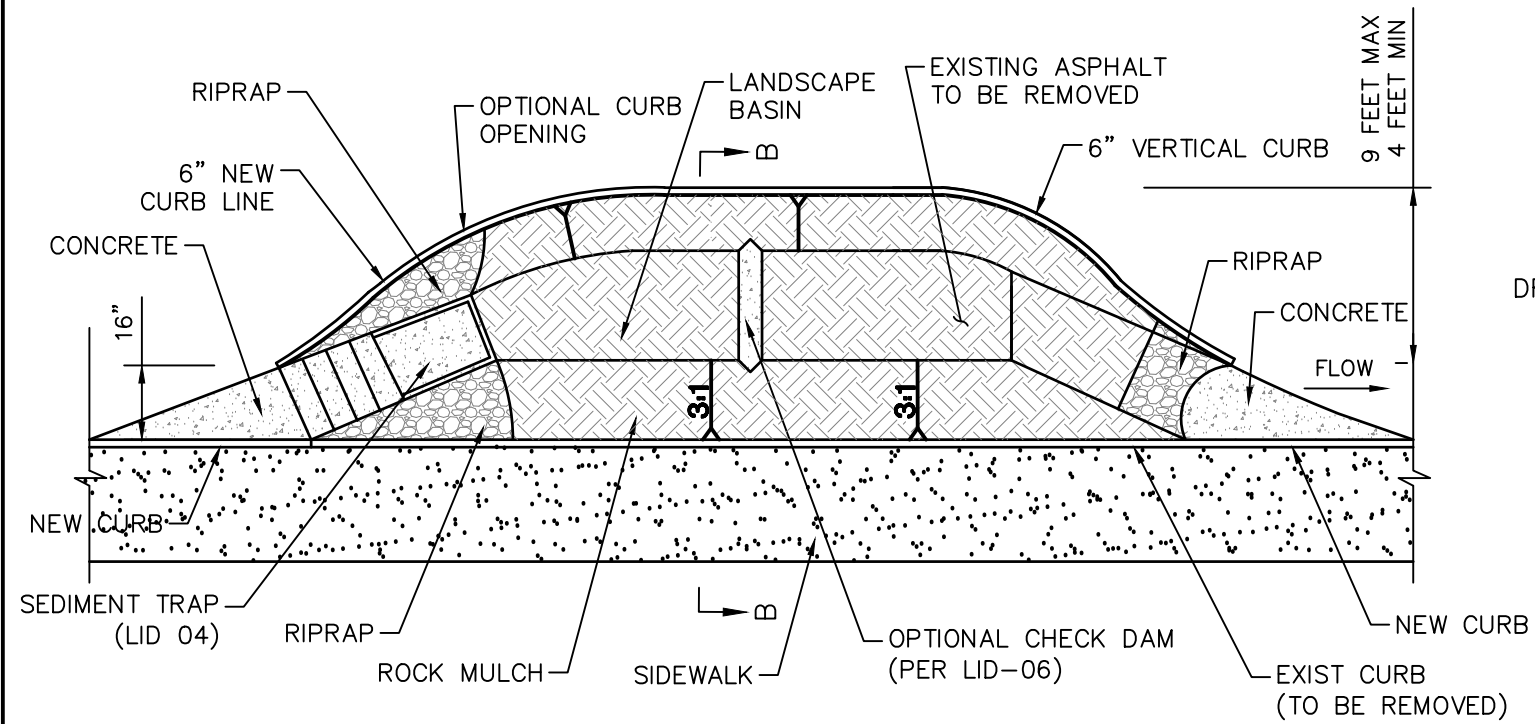 9 FEET MAX
4 FEET MIN
RIPRAP
OPTIONAL CURB
OPENING
LANDSCAPE
BASIN
EXISTING ASPHALT
TO BE REMOVED
6” NEW
CURB LINE
B
6” VERTICAL CURB
CONCRETE
RIPRAP
CONCRETE
16”
FLOW
3:1
3:1
NEW CURB
SEDIMENT TRAP
(LID 04)
RIPRAP
ROCK MULCH
B
SIDEWALK
OPTIONAL CHECK DAM
(PER LID-06)
NEW CURB
EXIST CURB
(TO BE REMOVED)